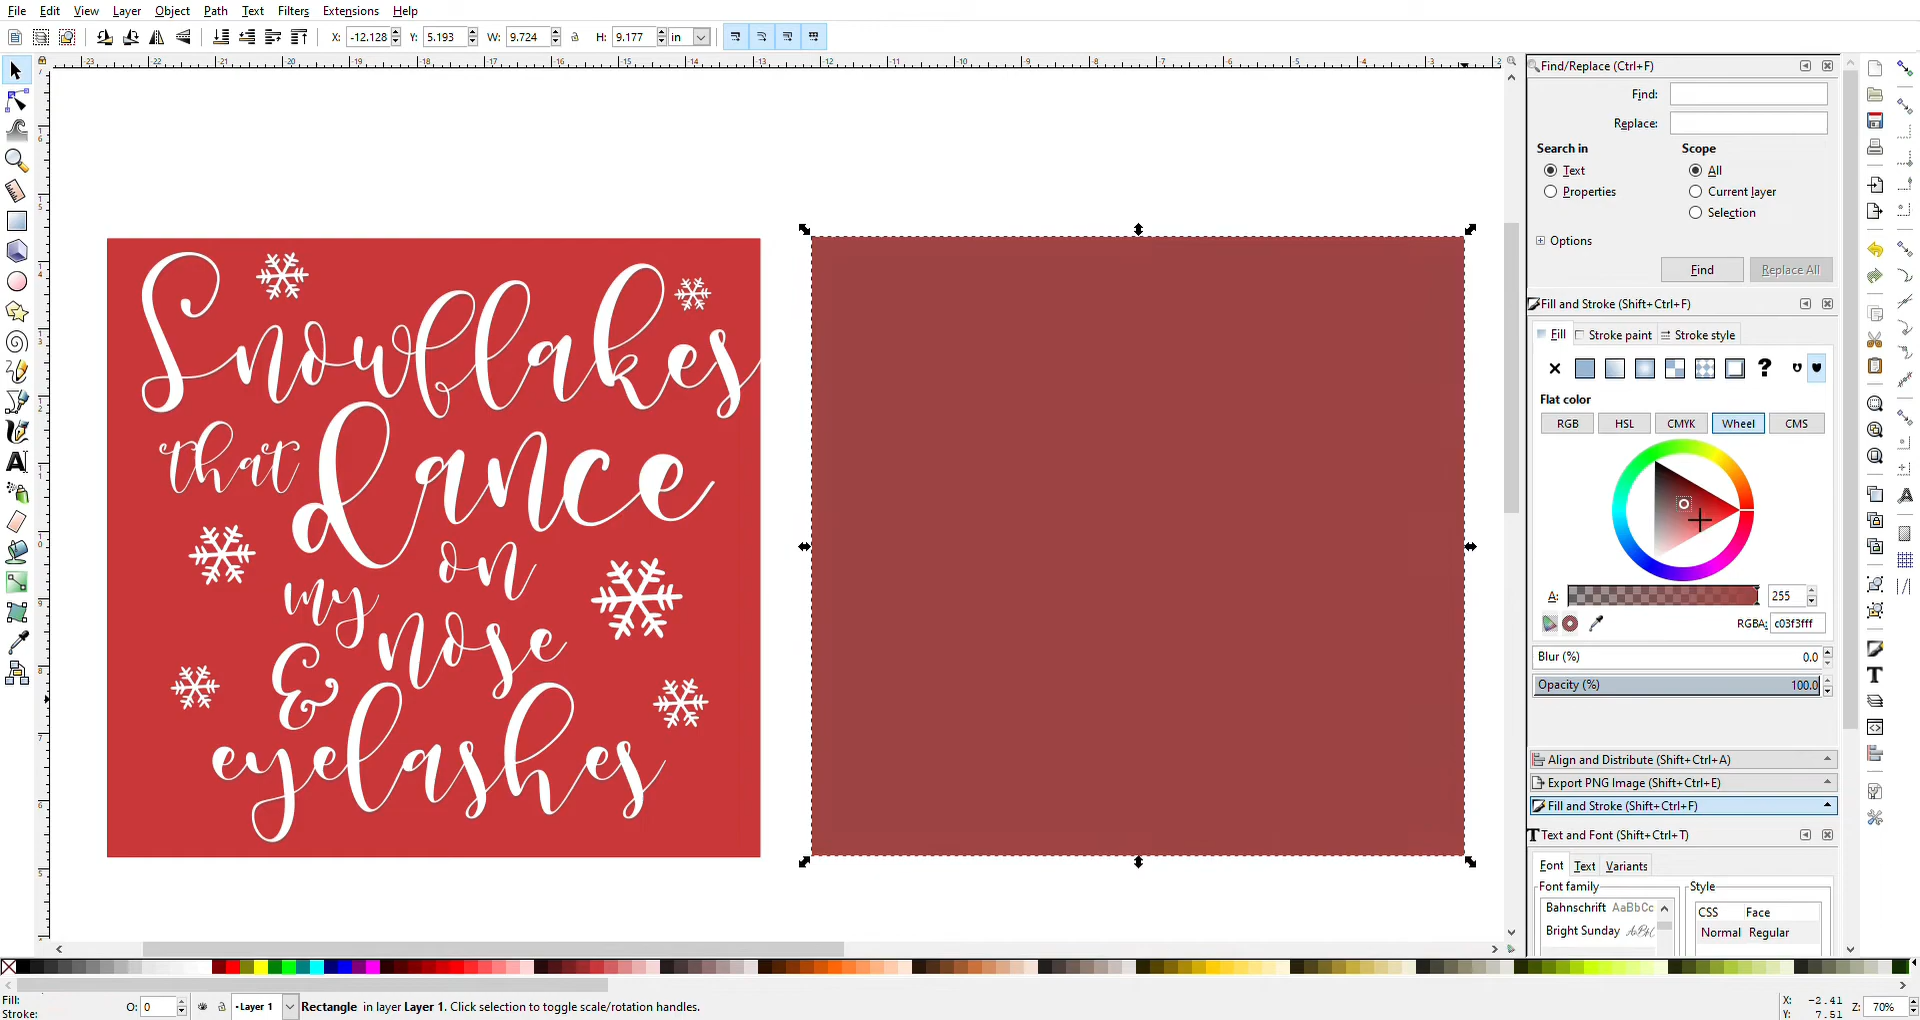 File Edit View Layer Object Path Text Filters Extensions Help
X: -12.128 Y: 5.193 W: 9.724 H: 9.177 in
Snowflakes
that dance
on
my nose
&
eyelashes
Find/Replace (Ctrl+F)
Find:
Replace:
Search in Scope
Text All
Properties Current layer
Selection
Options
Find Replace All
Fill and Stroke (Shift+Ctrl+F)
Fill Stroke paint Stroke style
Flat color
RGB HSL CMYK Wheel CMS
A: 255
RGBA: c03f3fff
Blur (%) 0.0
Opacity (%) 100.0
Align and Distribute (Shift+Ctrl+A)
Export PNG Image (Shift+Ctrl+E)
Fill and Stroke (Shift+Ctrl+F)
Text and Font (Shift+Ctrl+T)
Font Text Variants
Font family Style
Bahnschrift AaBbCc CSS Face
Bright Sunday Normal Regular
Fill:
Stroke:
O: 0 Layer 1 Rectangle in layer Layer 1. Click selection to toggle scale/rotation handles.
X: -2.41
Y: 7.51
Z: 70%